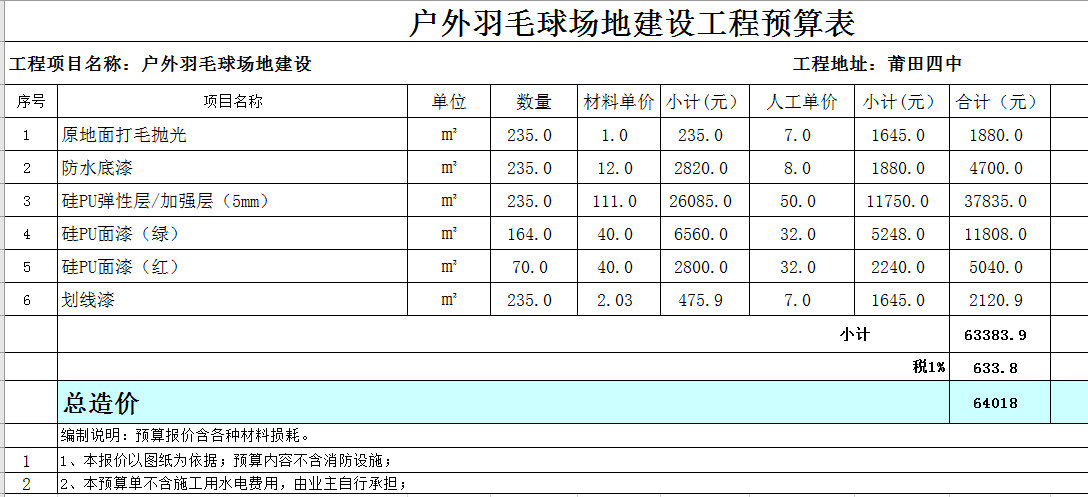 户外羽毛球场地建设工程预算表
工程项目名称：户外羽毛球场地建设 工程地址：莆田四中
序号 项目名称 单位 数量 材料单价 小计(元) 人工单价 小计(元) 合计（元）
1 原地面打毛抛光 ㎡ 235.0 1.0 235.0 7.0 1645.0 1880.0
2 防水底漆 ㎡ 235.0 12.0 2820.0 8.0 1880.0 4700.0
3 硅PU弹性层/加强层（5mm） ㎡ 235.0 111.0 26085.0 50.0 11750.0 37835.0
4 硅PU面漆（绿） ㎡ 164.0 40.0 6560.0 32.0 5248.0 11808.0
5 硅PU面漆（红） ㎡ 70.0 40.0 2800.0 32.0 2240.0 5040.0
6 划线漆 ㎡ 235.0 2.03 475.9 7.0 1645.0 2120.9
小计 63383.9
税1% 633.8
总造价 64018
编制说明：预算报价含各种材料损耗。
1 1、本报价以图纸为依据；预算内容不含消防设施；
2 2、本预算单不含施工用水电费用，由业主自行承担；